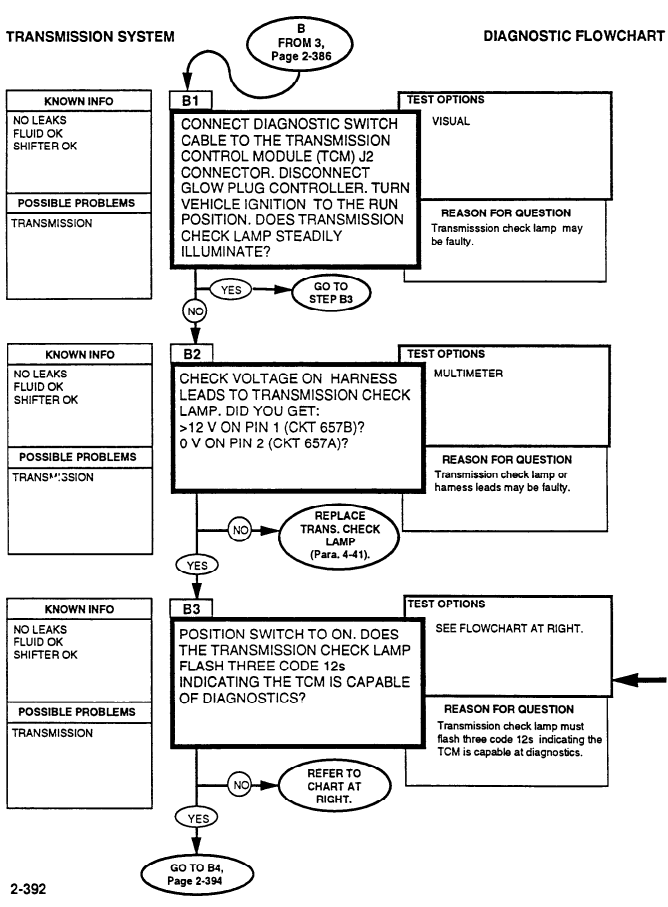 TRANSMISSION SYSTEM
B
FROM 3,
Page 2-386
DIAGNOSTIC FLOWCHART
KNOWN INFO
NO LEAKS
FLUID OK
SHIFTER OK
POSSIBLE PROBLEMS
TRANSMISSION
B1
CONNECT DIAGNOSTIC SWITCH
CABLE TO THE TRANSMISSION
CONTROL MODULE (TCM) J2
CONNECTOR. DISCONNECT
GLOW PLUG CONTROLLER. TURN
VEHICLE IGNITION TO THE RUN
POSITION. DOES TRANSMISSION
CHECK LAMP STEADILY
ILLUMINATE?
TEST OPTIONS
VISUAL
REASON FOR QUESTION
Transmisssion check lamp may
be faulty.
YES
GO TO
STEP B3
NO
KNOWN INFO
NO LEAKS
FLUID OK
SHIFTER OK
POSSIBLE PROBLEMS
TRANSMISSION
B2
CHECK VOLTAGE ON HARNESS
LEADS TO TRANSMISSION CHECK
LAMP. DID YOU GET:
>12 V ON PIN 1 (CKT 657B)?
0 V ON PIN 2 (CKT 657A)?
TEST OPTIONS
MULTIMETER
REASON FOR QUESTION
Transmission check lamp or
harness leads may be faulty.
NO
REPLACE
TRANS. CHECK
LAMP
(Para. 4-41).
YES
KNOWN INFO
NO LEAKS
FLUID OK
SHIFTER OK
POSSIBLE PROBLEMS
TRANSMISSION
B3
POSITION SWITCH TO ON. DOES
THE TRANSMISSION CHECK LAMP
FLASH THREE CODE 12s
INDICATING THE TCM IS CAPABLE
OF DIAGNOSTICS?
TEST OPTIONS
SEE FLOWCHART AT RIGHT.
REASON FOR QUESTION
Transmission check lamp must
flash three code 12s indicating the
TCM is capable at diagnostics.
NO
REFER TO
CHART AT
RIGHT.
YES
GO TO B4,
Page 2-394
2-392